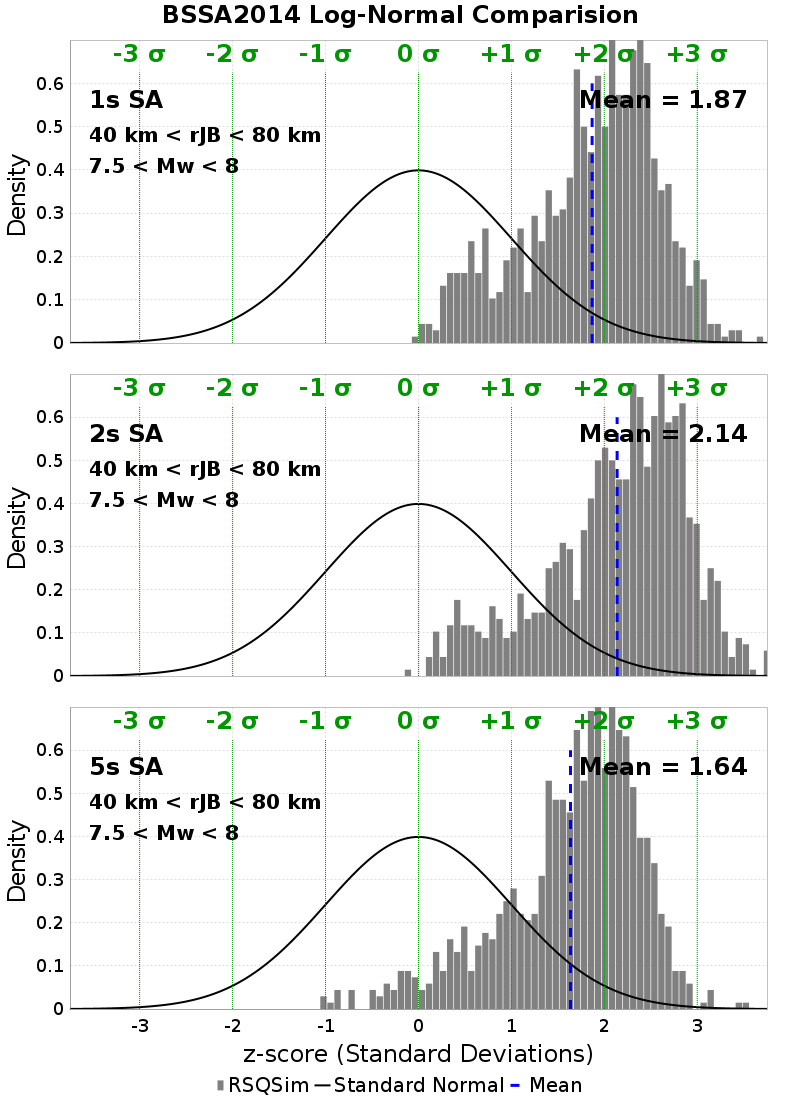 BSSA2014 Log-Normal Comparision
-3 σ -2 σ -1 σ 0 σ +1 σ +2 σ +3 σ
0.6
1s SA Mean = 1.87
0.5
40 km < rJB < 80 km
7.5 < Mw < 8
0.4
0.3
0.2
0.1
0
Density
-3 σ -2 σ -1 σ 0 σ +1 σ +2 σ +3 σ
0.6
2s SA Mean = 2.14
0.5
40 km < rJB < 80 km
7.5 < Mw < 8
0.4
0.3
0.2
0.1
0
Density
-3 σ -2 σ -1 σ 0 σ +1 σ +2 σ +3 σ
0.6
5s SA Mean = 1.64
0.5
40 km < rJB < 80 km
7.5 < Mw < 8
0.4
0.3
0.2
0.1
0
Density
-3 -2 -1 0 1 2 3
z-score (Standard Deviations)
RSQSim Standard Normal Mean